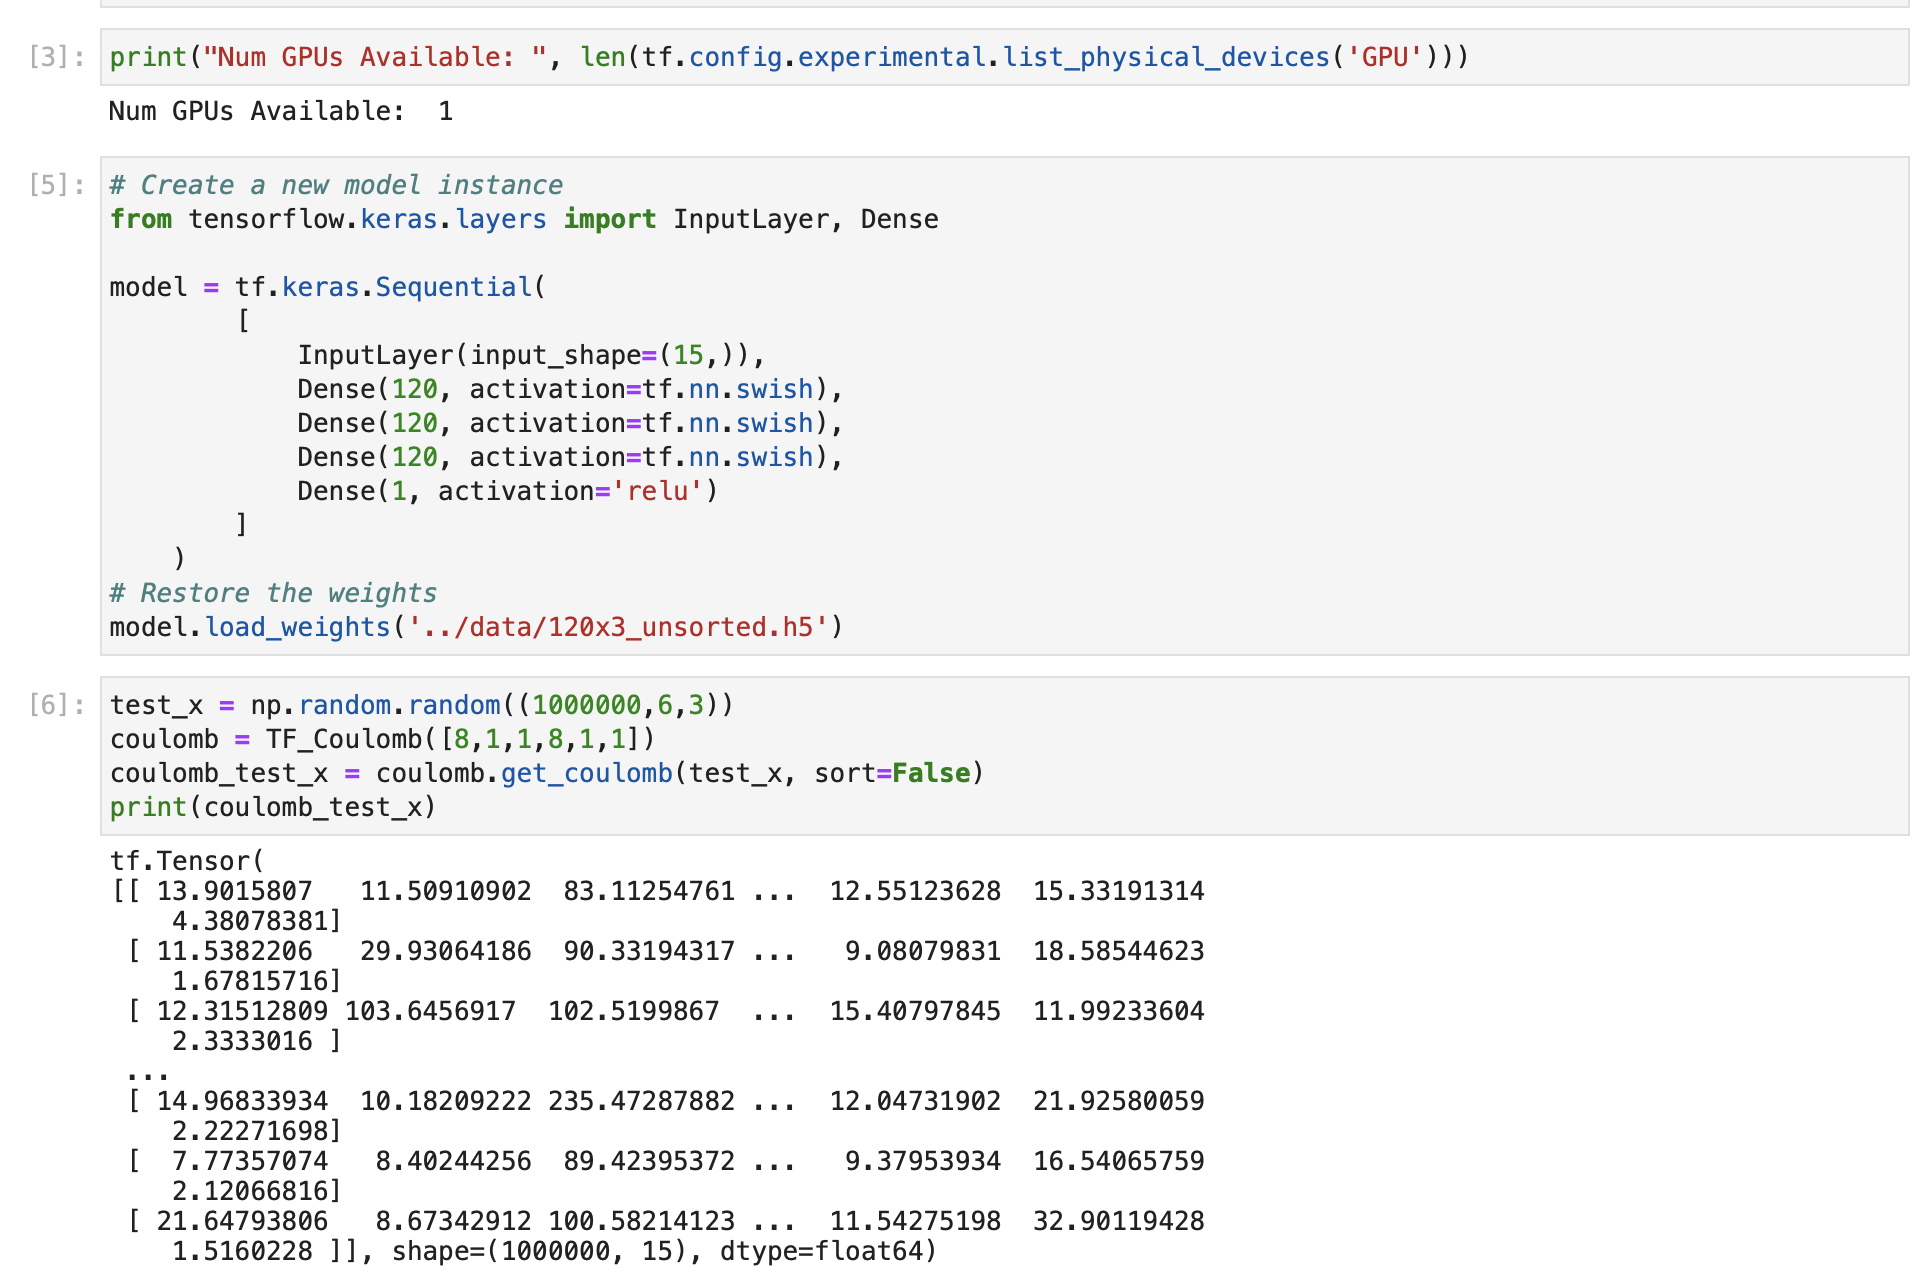 [3]: print("Num GPUs Available: ", len(tf.config.experimental.list_physical_devices('GPU')))
Num GPUs Available:  1
[5]: # Create a new model instance
from tensorflow.keras.layers import InputLayer, Dense
model = tf.keras.Sequential(
[
InputLayer(input_shape=(15,)),
Dense(120, activation=tf.nn.swish),
Dense(120, activation=tf.nn.swish),
Dense(120, activation=tf.nn.swish),
Dense(1, activation='relu')
]
)
# Restore the weights
model.load_weights('../data/120x3_unsorted.h5')
[6]: test_x = np.random.random((1000000,6,3))
coulomb = TF_Coulomb([8,1,1,8,1,1])
coulomb_test_x = coulomb.get_coulomb(test_x, sort=False)
print(coulomb_test_x)
tf.Tensor(
[[ 13.9015807   11.50910902  83.11254761 ...  12.55123628  15.33191314
4.38078381]
[ 11.5382206   29.93064186  90.33194317 ...   9.08079831  18.58544623
1.67815716]
[ 12.31512809 103.6456917  102.5199867  ...  15.40797845  11.99233604
2.3333016 ]
...
[ 14.96833934  10.18209222 235.47287882 ...  12.04731902  21.92580059
2.22271698]
[  7.77357074   8.40244256  89.42395372 ...   9.37953934  16.54065759
2.12066816]
[ 21.64793806   8.67342912 100.58214123 ...  11.54275198  32.90119428
1.5160228 ]], shape=(1000000, 15), dtype=float64)